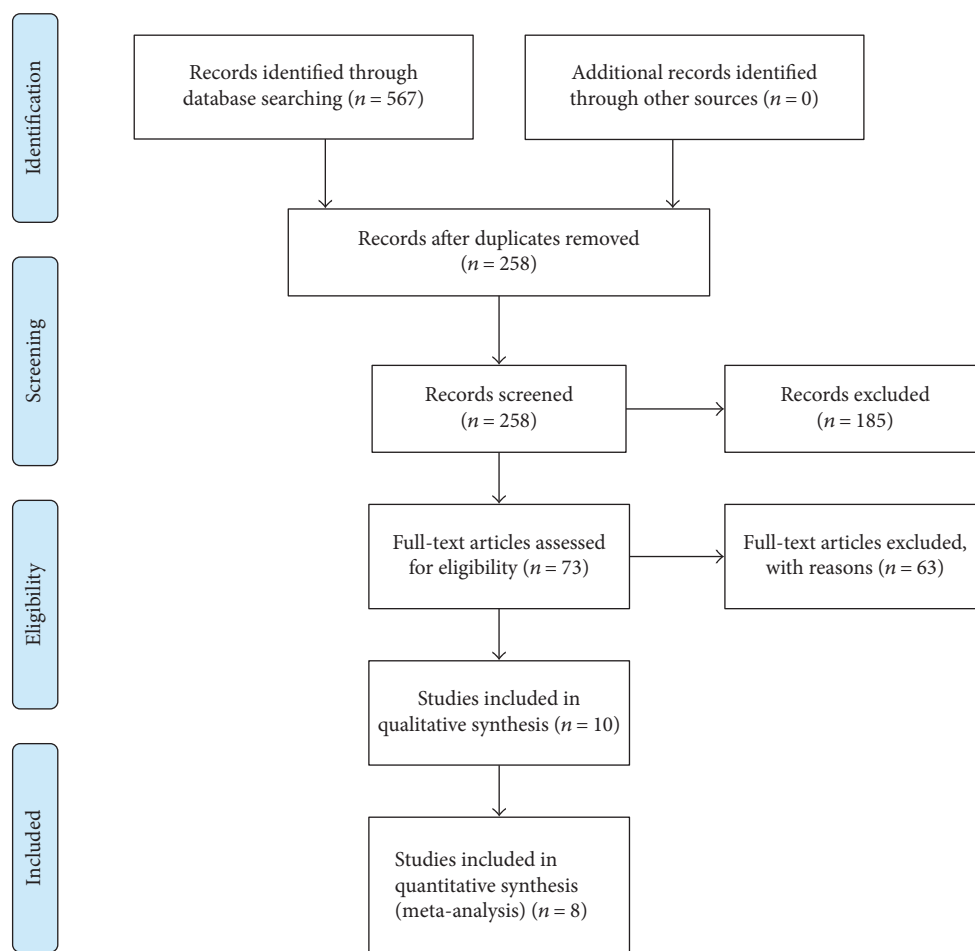 Identification
Records identified through
database searching (n = 567)
Additional records identified
through other sources (n = 0)
Records after duplicates removed
(n = 258)
Screening
Records screened
(n = 258)
Records excluded
(n = 185)
Eligibility
Full-text articles assessed
for eligibility (n = 73)
Full-text articles excluded,
with reasons (n = 63)
Studies included in
qualitative synthesis (n = 10)
Included
Studies included in
quantitative synthesis
(meta-analysis) (n = 8)